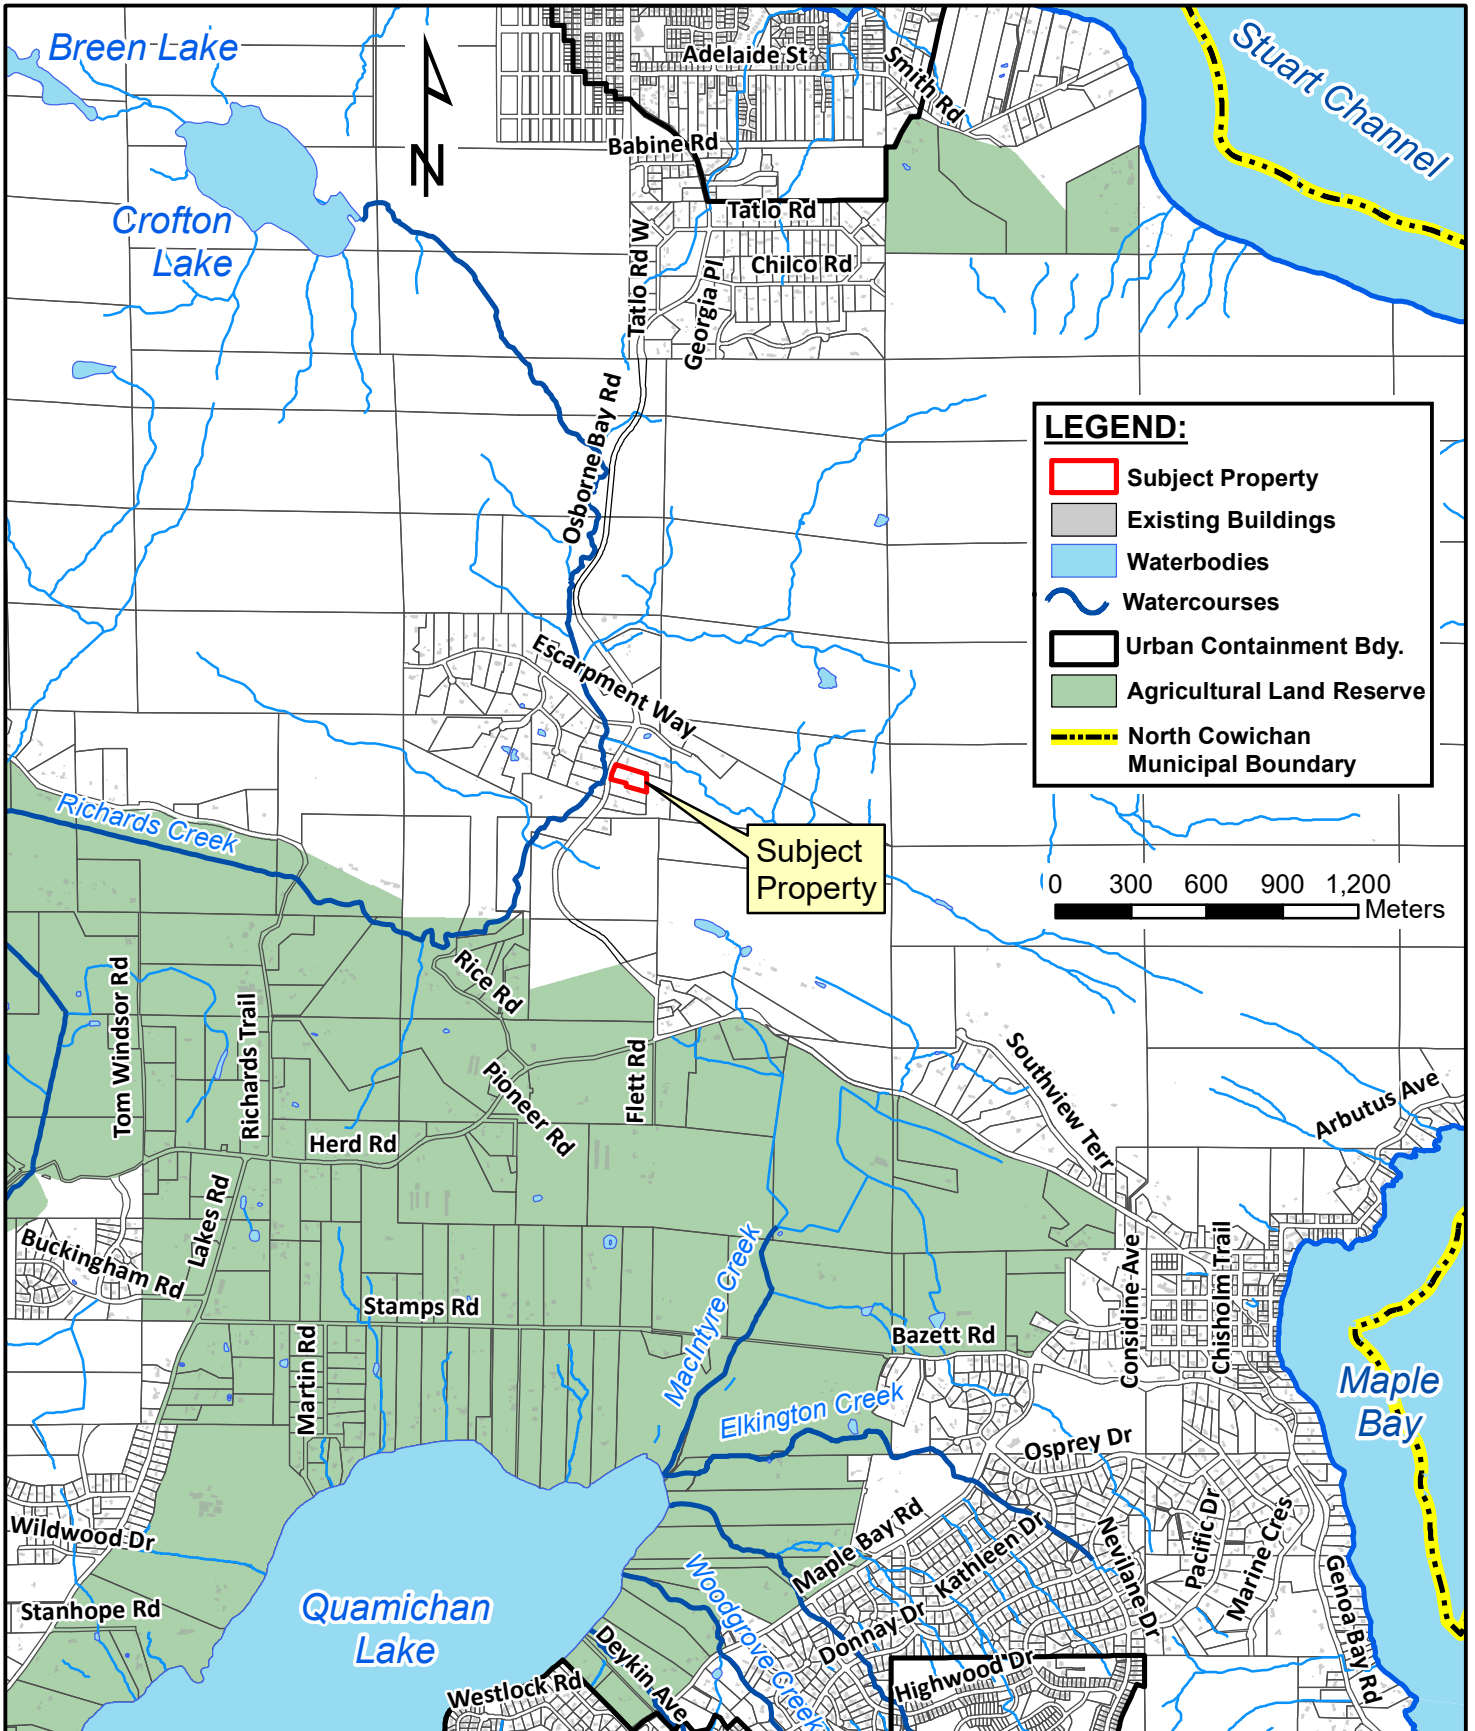 Breen Lake
Adelaide St
Smith Rd
Stuart Channel
N
Babine Rd
Crofton
Lake
Tatlo Rd
Tatlo Rd W
Chilco Rd
Georgia Pl
Osborne Bay Rd
LEGEND:
Subject Property
Existing Buildings
Waterbodies
Watercourses
Urban Containment Bdy.
Agricultural Land Reserve
North Cowichan
Municipal Boundary
Escarpment Way
Richards Creek
Subject
Property
0 300 600 900 1,200
Meters
Tom Windsor Rd
Richards Trail
Rice Rd
Pioneer Rd
Flett Rd
Southview Terr
Arbutus Ave
Herd Rd
Lakes Rd
Buckingham Rd
Stamps Rd
Martin Rd
MacIntyre Creek
Bazett Rd
Considine Ave
Chisholm Trail
Maple
Bay
Elkington Creek
Osprey Dr
Wildwood Dr
Stanhope Rd
Quamichan
Lake
Maple Bay Rd
Kathleen Dr
Nevilane Dr
Pacific Dr
Marine Cres
Genoa Bay Rd
Donnay Dr
Highwood Dr
Woodgrove Creek
Deykin Ave
Westlock Rd